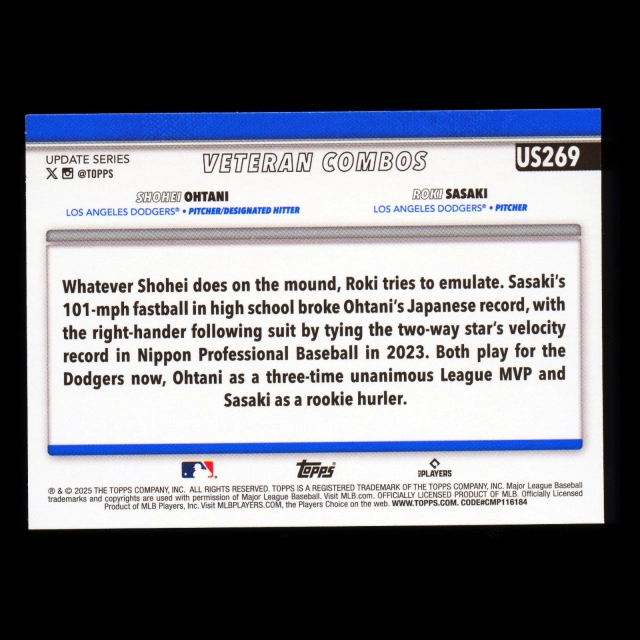 UPDATE SERIES
@TOPPS
VETERAN COMBOS
US269
SHOHEI OHTANI
LOS ANGELES DODGERS® • PITCHER/DESIGNATED HITTER
ROKI SASAKI
LOS ANGELES DODGERS® • PITCHER
Whatever Shohei does on the mound, Roki tries to emulate. Sasaki's
101-mph fastball in high school broke Ohtani's Japanese record, with
the right-hander following suit by tying the two-way star's velocity
record in Nippon Professional Baseball in 2023. Both play for the
Dodgers now, Ohtani as a three-time unanimous League MVP and
Sasaki as a rookie hurler.
Topps
PLAYERS
® & © 2025 THE TOPPS COMPANY, INC. ALL RIGHTS RESERVED. TOPPS IS A REGISTERED TRADEMARK OF THE TOPPS COMPANY, INC. Major League Baseball
trademarks and copyrights are used with permission of Major League Baseball. Visit MLB.com. OFFICIALLY LICENSED PRODUCT OF MLB. Officially Licensed
Product of MLB Players, Inc. Visit MLBPLAYERS.com, the Players Choice on the web. WWW.TOPPS.COM. CODE#CMP116184